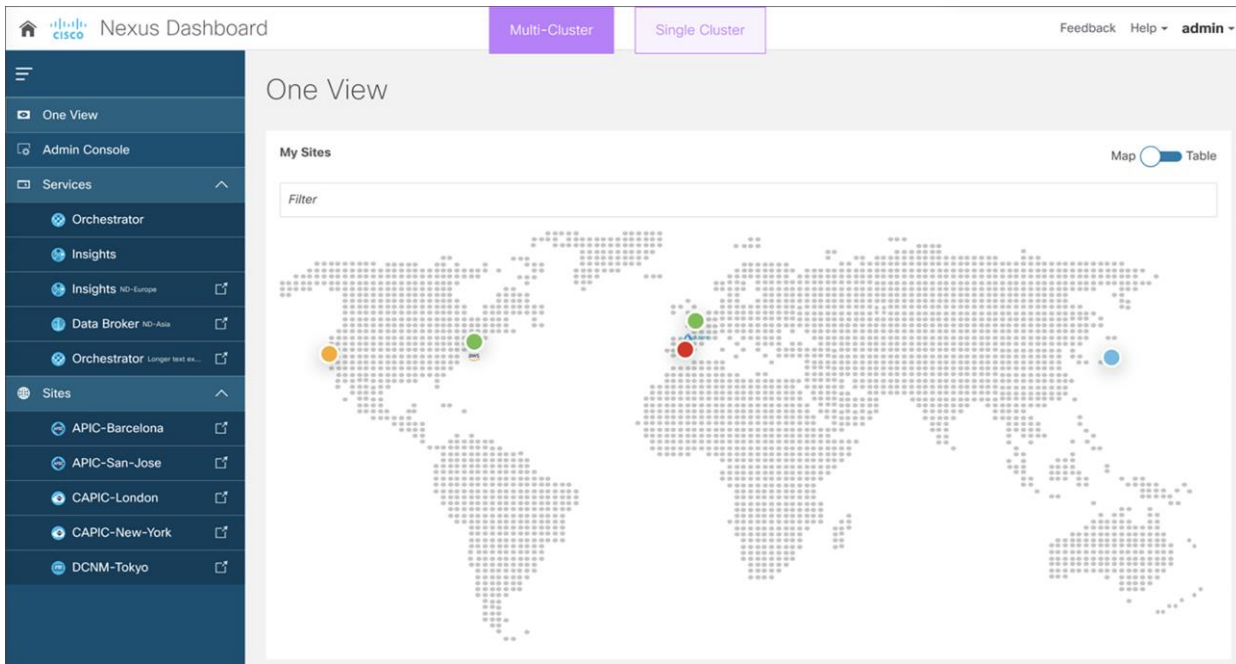 CISCO Nexus Dashboard
Multi-Cluster
Single Cluster
Feedback Help admin
One View
Admin Console
Services
Orchestrator
Insights
Insights ND-Europe
Data Broker ND-Asia
Orchestrator Longer text ex...
Sites
APIC-Barcelona
APIC-San-Jose
CAPIC-London
CAPIC-New-York
DCNM-Tokyo
One View
My Sites
Map Table
Filter
aws